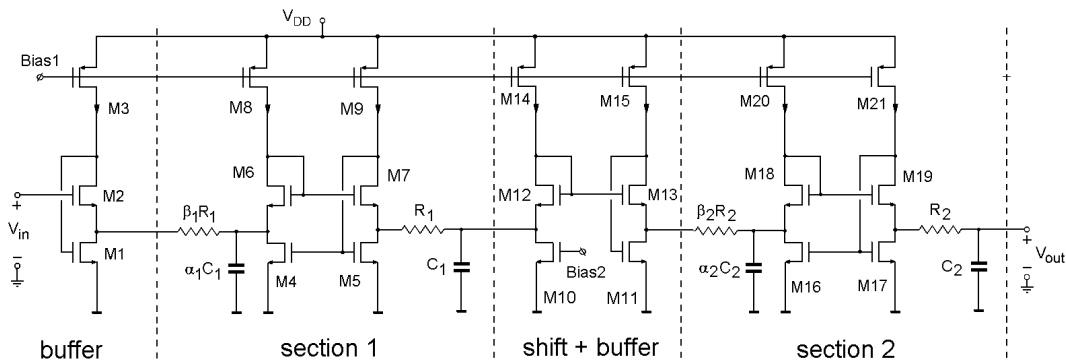 V_DD
Bias1
M3
M8
M9
M14
M15
M20
M21
M6
M7
M12
M13
M18
M19
M2
V_in
+
−
β₁R₁
R₁
β₂R₂
R₂
V_out
+
−
M1
α₁C₁
M4
M5
C₁
Bias2
M10
M11
α₂C₂
M16
M17
C₂
buffer
section 1
shift + buffer
section 2